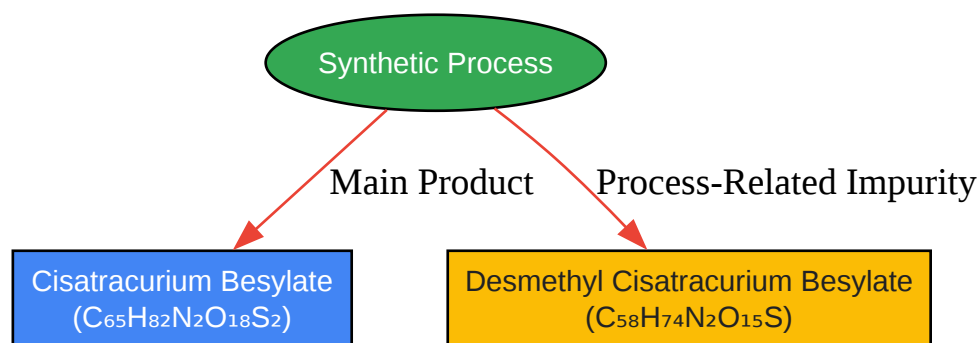 Synthetic Process
Main Product
Process-Related Impurity
Cisatracurium Besylate
(C₆₅H₈₂N₂O₁₈S₂)
Desmethyl Cisatracurium Besylate
(C₅₈H₇₄N₂O₁₅S)